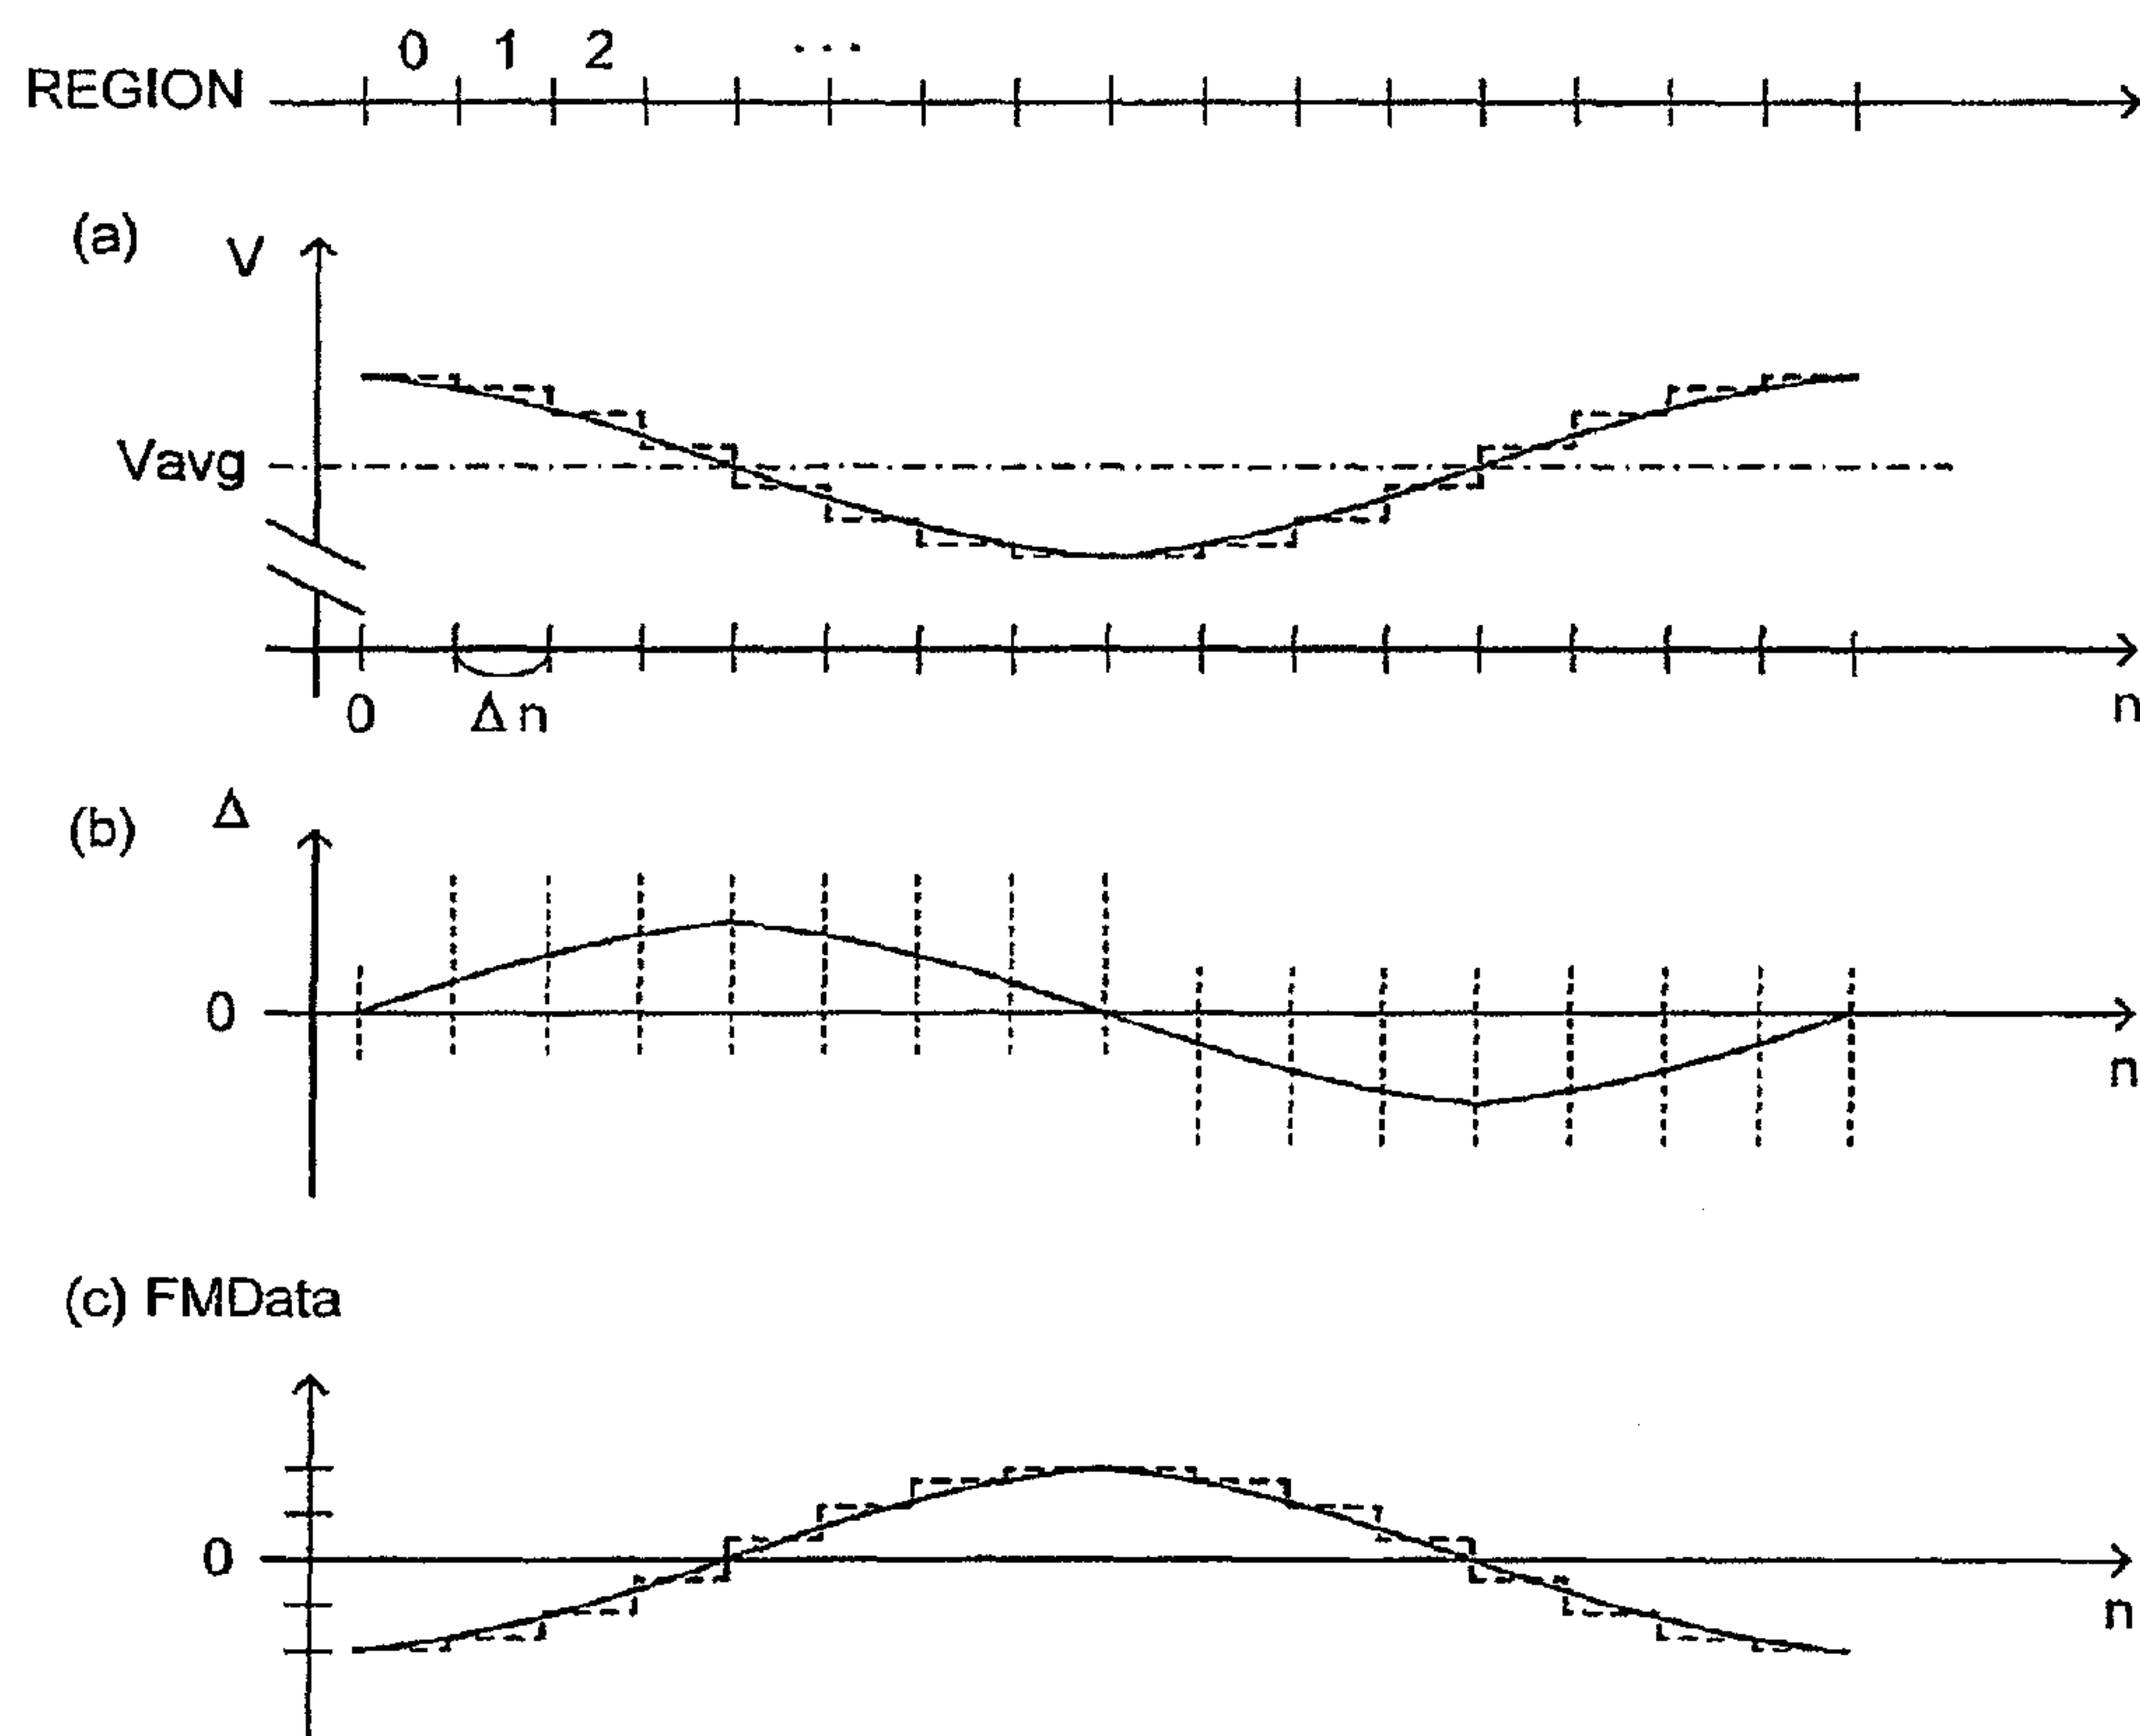 0 1 2 ...
REGION
(a) V
Vavg
0 Δn n
(b) Δ
0
n
(c) FMData
0
n